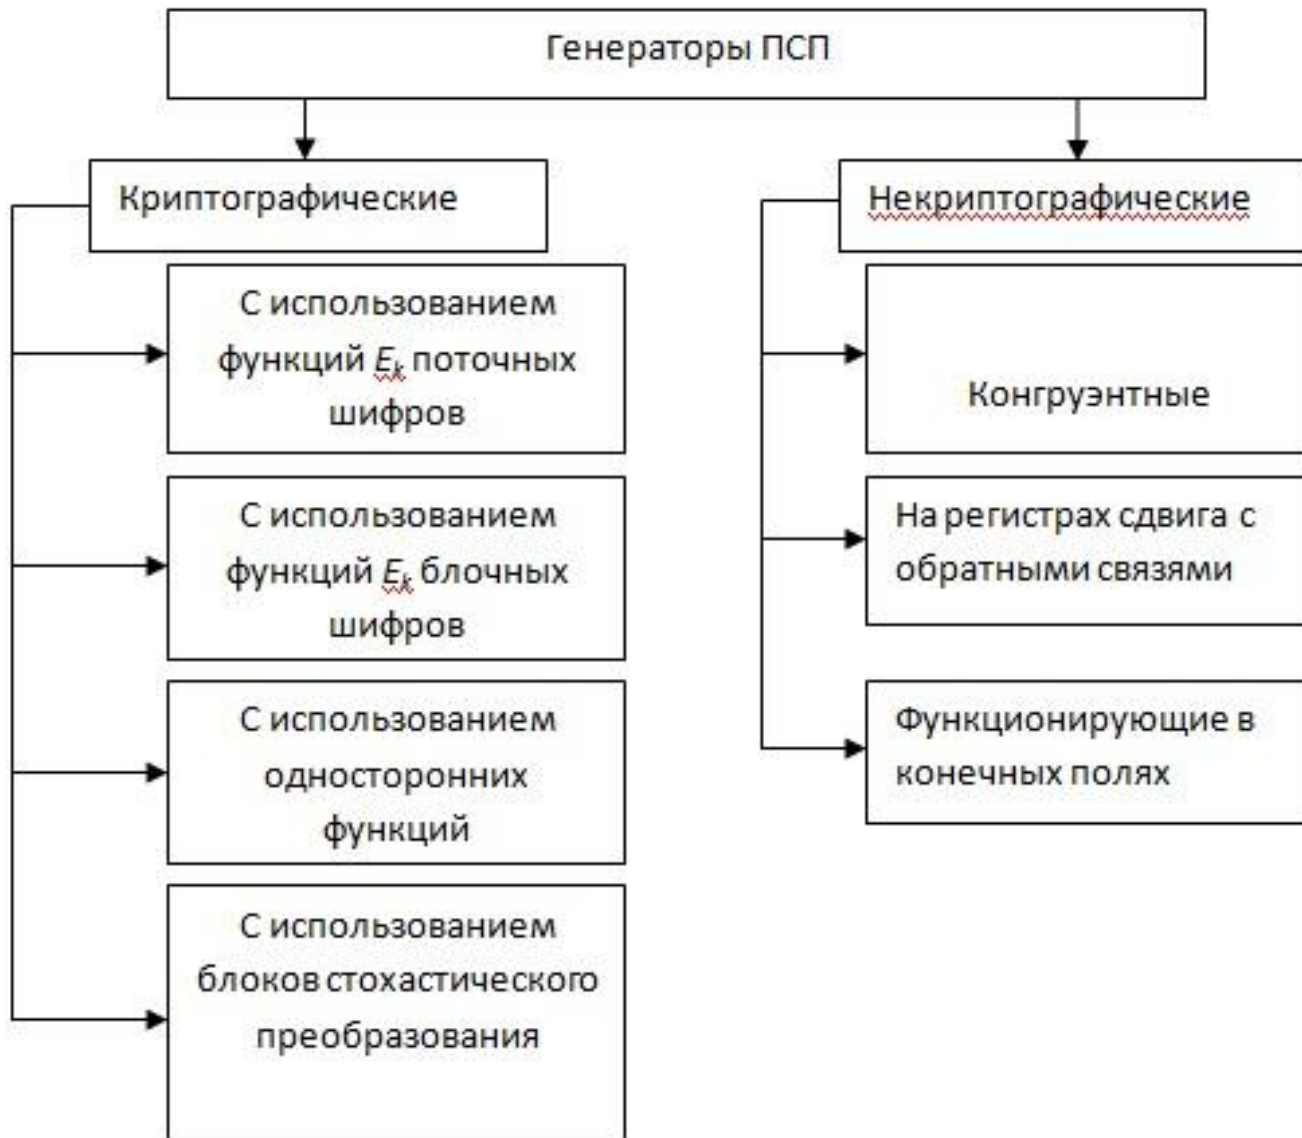 Генераторы ПСП
Криптографические
С использованием
функций Ek поточных
шифров
С использованием
функций Ek блочных
шифров
С использованием
односторонних
функций
С использованием
блоков стохастического
преобразования
Некриптографические
Конгруэнтные
На регистрах сдвига с
обратными связями
Функционирующие в
конечных полях